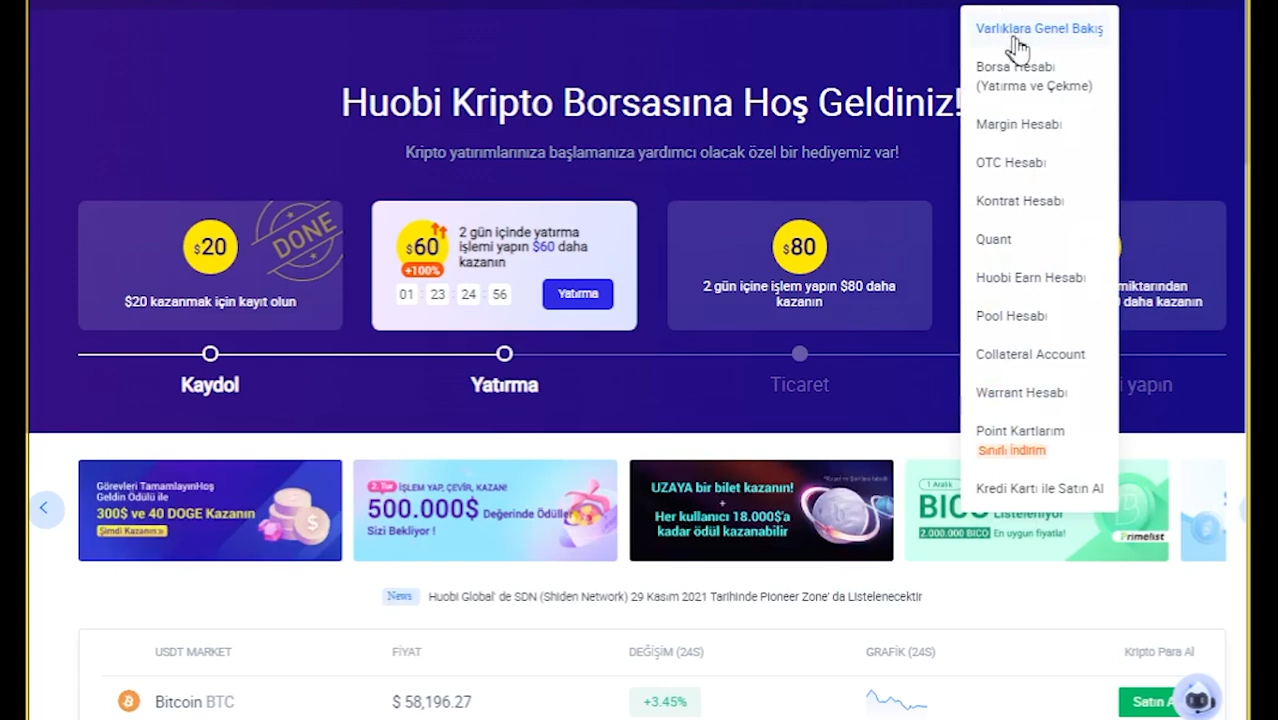 Varlıklara Genel Bakış
Borsa Hesabı
(Yatırma ve Çekme)
Margin Hesabı
OTC Hesabı
Kontrat Hesabı
Quant
Huobi Earn Hesabı
Pool Hesabı
Collateral Account
Warrant Hesabı
Point Kartlarım
Sınırlı İndirim
Kredi Kartı ile Satın Al
Huobi Kripto Borsasına Hoş Geldiniz!
Kripto yatırımlarınıza başlamanıza yardımcı olacak özel bir hediyemiz var!
$20
DONE
$20 kazanmak için kayıt olun
$60
+100%
2 gün içinde yatırma
işlemi yapın $60 daha
kazanın
01 : 23 : 24 : 56
Yatırma
$80
2 gün içine işlem yapın $80 daha
kazanın
miktarından
daha kazanın
Kaydol
Yatırma
Ticaret
yapın
Görevleri TamamlayınHoş
Geldin Ödülü ile
300$ ve 40 DOGE Kazanın
Şimdi Kazanın»
2. Tur İŞLEM YAP, ÇEVİR, KAZAN!
500.000$ Değerinde Ödüller
Sizi Bekliyor !
UZAYA bir bilet kazanın!
+
Her kullanıcı 18.000$'a
kadar ödül kazanabilir
1 Aralık
BICO Listeleniyor
2.000.000 BICO En uygun fiyatla!
Primelist
News Huobi Global' de SDN (Shiden Network) 29 Kasım 2021 Tarihinde Pioneer Zone' da Listelenecektir
USDT MARKET FİYAT DEĞİŞİM (24S) GRAFİK (24S) Kripto Para Al
Bitcoin BTC $ 58,196.27 +3.45% Satın